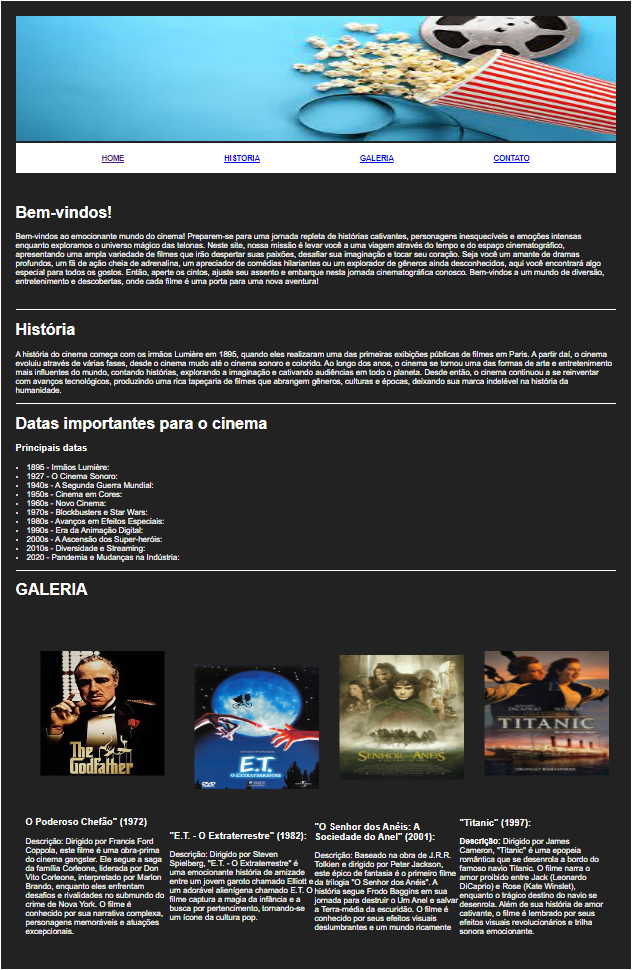 HOME HISTORIA GALERIA CONTATO
Bem-vindos!
Bem-vindos ao emocionante mundo do cinema! Preparem-se para uma jornada repleta de histórias cativantes, personagens inesquecíveis e emoções intensas
enquanto exploramos o universo mágico das telonas. Neste site, nossa missão é levar você a uma viagem através do tempo e do espaço cinematográfico,
apresentando uma ampla variedade de filmes que irão despertar suas paixões, desafiar sua imaginação e tocar seu coração. Seja você um amante de dramas
profundos, um fã de ação cheia de adrenalina, um apreciador de comédias hilariantes ou um explorador de gêneros ainda desconhecidos, aqui você encontrará algo
especial para todos os gostos. Então, aperte os cintos, ajuste seu assento e embarque nesta jornada cinematográfica conosco. Bem-vindos a um mundo de diversão,
entretenimento e descobertas, onde cada filme é uma porta para uma nova aventura!
História
A história do cinema começa com os irmãos Lumière em 1895, quando eles realizaram uma das primeiras exibições públicas de filmes em Paris. A partir daí, o cinema
evoluiu através de várias fases, desde o cinema mudo até o cinema sonoro e colorido. Ao longo dos anos, o cinema se tornou uma das formas de arte e entretenimento
mais influentes do mundo, contando histórias, explorando a imaginação e cativando audiências em todo o planeta. Desde então, o cinema continuou a se reinventar
com avanços tecnológicos, produzindo uma rica tapeçaria de filmes que abrangem gêneros, culturas e épocas, deixando sua marca indelével na história da
humanidade.
Datas importantes para o cinema
Principais datas
• 1895 - Irmãos Lumière:
• 1927 - O Cinema Sonoro:
• 1940s - A Segunda Guerra Mundial:
• 1950s - Cinema em Cores:
• 1960s - Novo Cinema:
• 1970s - Blockbusters e Star Wars:
• 1980s - Avanços em Efeitos Especiais:
• 1990s - Era da Animação Digital:
• 2000s - A Ascensão dos Super-heróis:
• 2010s - Diversidade e Streaming:
• 2020 - Pandemia e Mudanças na Indústria:
GALERIA
The
Godfather
E.T.
O EXTRATERRESTRE
DVD
SENHOR DOS ANÉIS
DICAPRIO WINSLET
TITANIC
O Poderoso Chefão" (1972)
Descrição: Dirigido por Francis Ford
Coppola, este filme é uma obra-prima
do cinema gangster. Ele segue a saga
da família Corleone, liderada por Don
Vito Corleone, interpretado por Marlon
Brando, enquanto eles enfrentam
desafios e rivalidades no submundo do
crime de Nova York. O filme é
conhecido por sua narrativa complexa,
personagens memoráveis e atuações
excepcionais.
"E.T. - O Extraterrestre" (1982):
Descrição: Dirigido por Steven
Spielberg, "E.T. - O Extraterrestre" é
uma emocionante história de amizade
entre um jovem garoto chamado Elliott e
um adorável alienígena chamado E.T. O
filme captura a magia da infância e a
busca por pertencimento, tornando-se
um ícone da cultura pop.
"O Senhor dos Anéis: A
Sociedade do Anel" (2001):
Descrição: Baseado na obra de J.R.R.
Tolkien e dirigido por Peter Jackson,
este épico de fantasia é o primeiro filme
da trilogia "O Senhor dos Anéis". A
história segue Frodo Baggins em sua
jornada para destruir o Um Anel e salvar
a Terra-média da escuridão. O filme é
conhecido por seus efeitos visuais
deslumbrantes e um mundo ricamente
"Titanic" (1997):
Descrição: Dirigido por James
Cameron, "Titanic" é uma epopeia
romântica que se desenrola a bordo do
famoso navio Titanic. O filme narra o
amor proibido entre Jack (Leonardo
DiCaprio) e Rose (Kate Winslet),
enquanto o trágico destino do navio se
desenrola. Além de sua história de amor
cativante, o filme é lembrado por seus
efeitos visuais revolucionários e trilha
sonora emocionante.